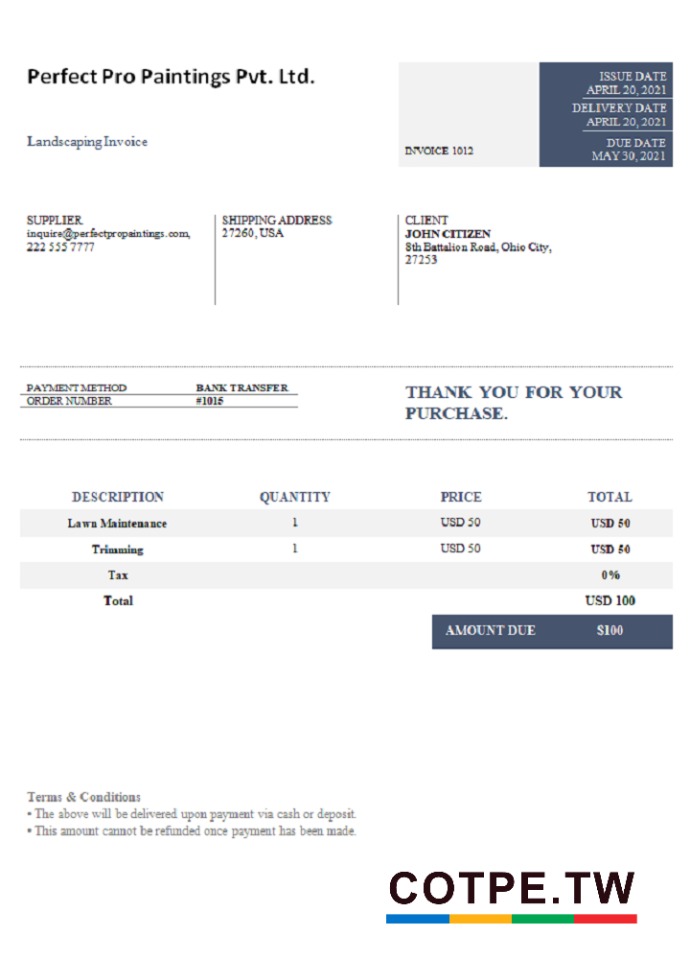 Perfect Pro Paintings Pvt. Ltd.
Landscaping Invoice
INVOICE 1012
ISSUE DATE
APRIL 20, 2021
DELIVERY DATE
APRIL 20, 2021
DUE DATE
MAY 30, 2021
SUPPLIER
inquire@perfectpropaintings.com,
222 555 7777
SHIPPING ADDRESS
27260, USA
CLIENT
JOHN CITIZEN
8th Battalion Road, Ohio City,
27253
PAYMENT METHOD BANK TRANSFER
ORDER NUMBER #1015
THANK YOU FOR YOUR
PURCHASE.
DESCRIPTION QUANTITY PRICE TOTAL
Lawn Maintenance 1 USD 50 USD 50
Trimming 1 USD 50 USD 50
Tax 0%
Total USD 100
AMOUNT DUE $100
Terms & Conditions
• The above will be delivered upon payment via cash or deposit.
• This amount cannot be refunded once payment has been made.
COTPE.TW